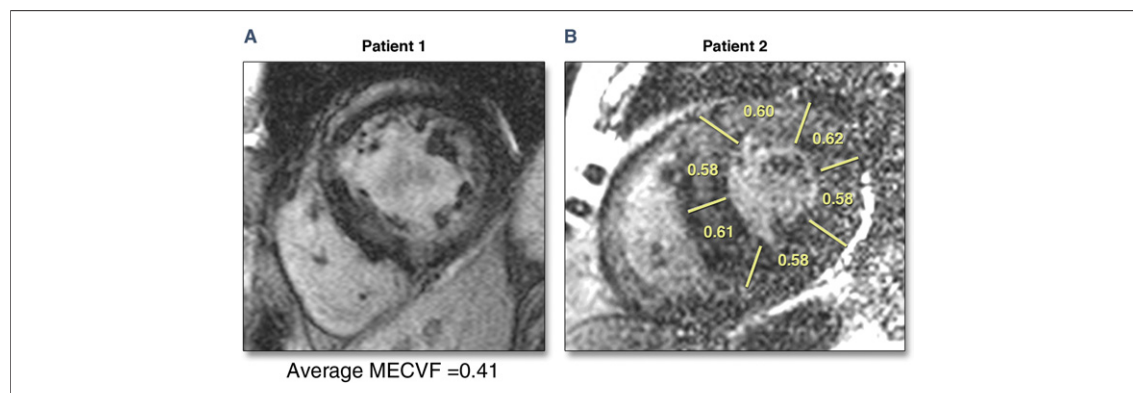 A
Patient 1
B
Patient 2
0.60
0.62
0.58
0.58
0.61
0.58
Average MECVF =0.41